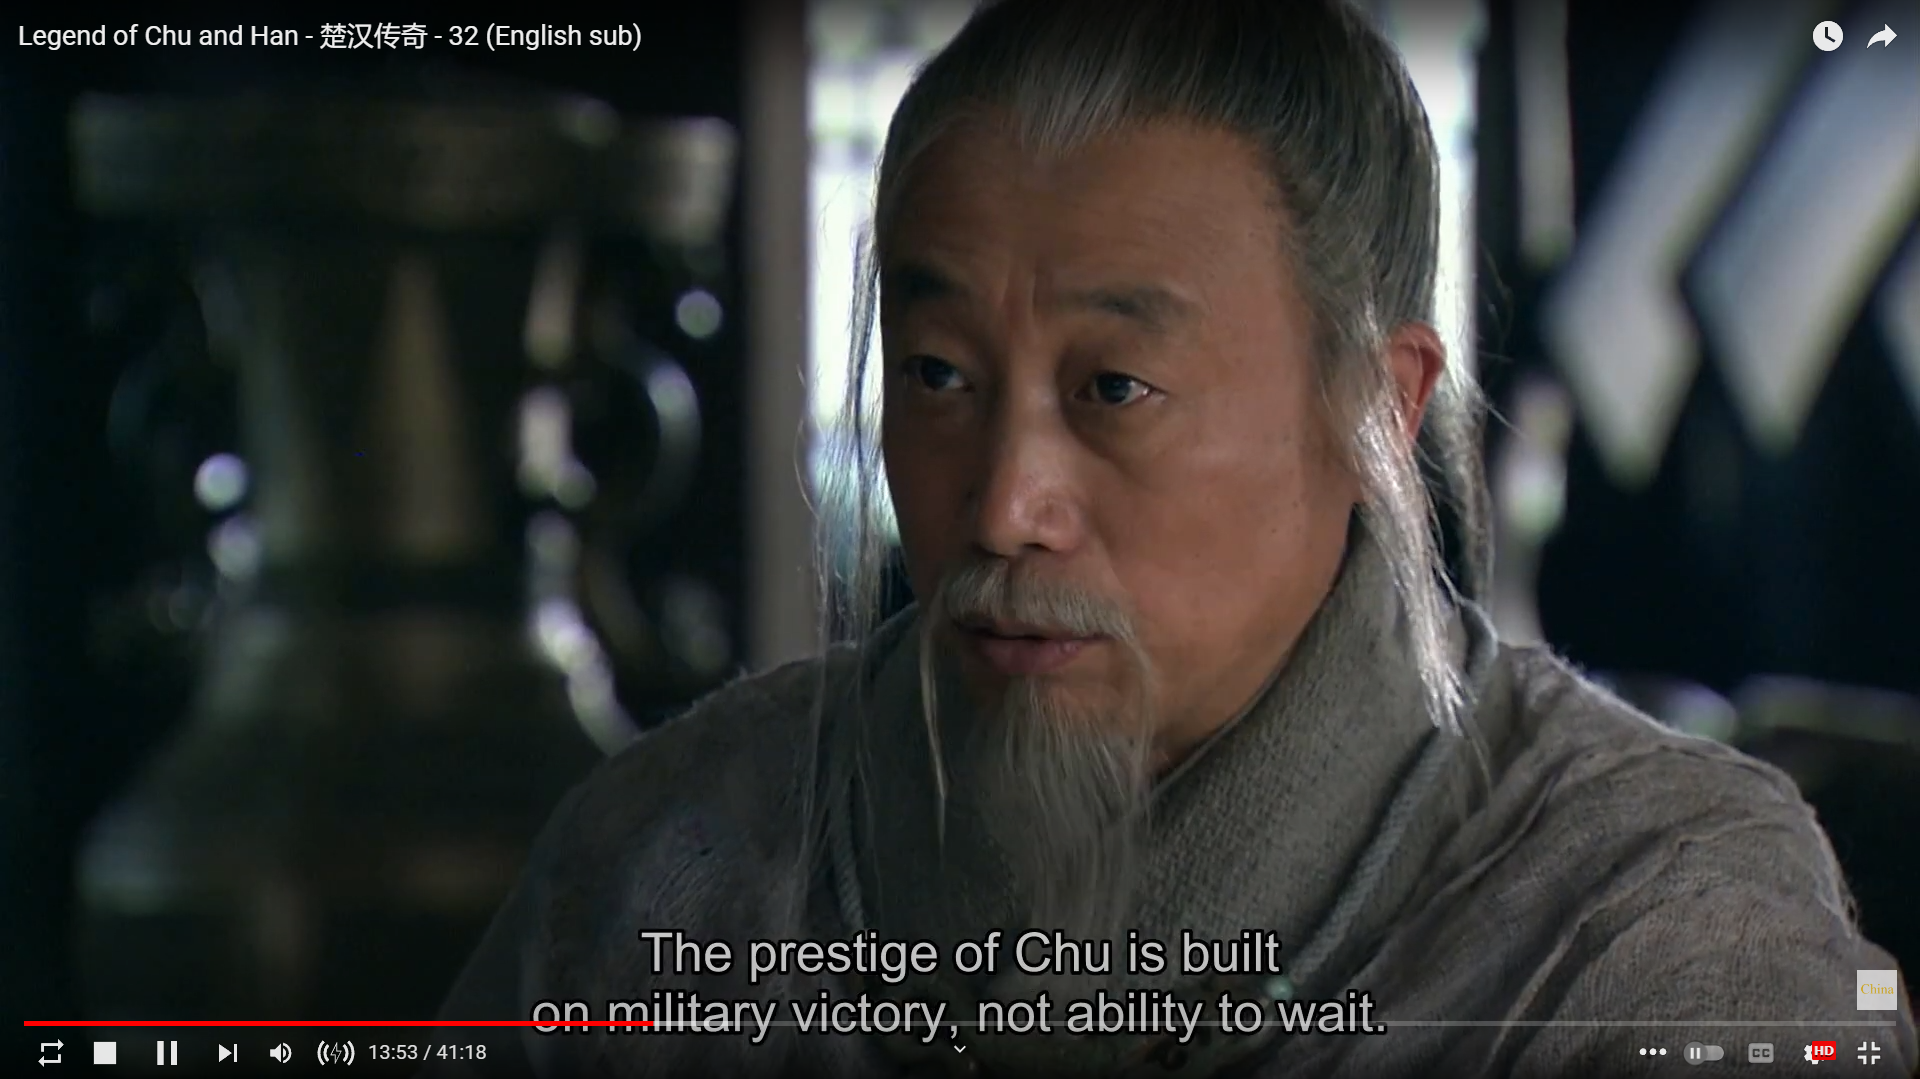 Legend of Chu and Han - 楚汉传奇 - 32 (English sub)
The prestige of Chu is built
on military victory, not ability to wait.
China
13:53 / 41:18
CC
HD